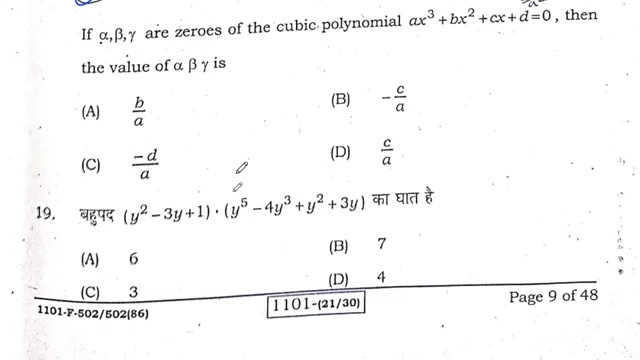 If α,β,γ are zeroes of the cubic polynomial ax³+bx²+cx+d=0, then
the value of α β γ is
(A) b/a (B) -c/a
(C) -d/a (D) c/a
19. बहुपद (y²-3y+1)·(y⁵-4y³+y²+3y) का घात है
(A) 6 (B) 7
(C) 3 (D) 4
1101-F-502/502(86) 1101-(21/30) Page 9 of 48